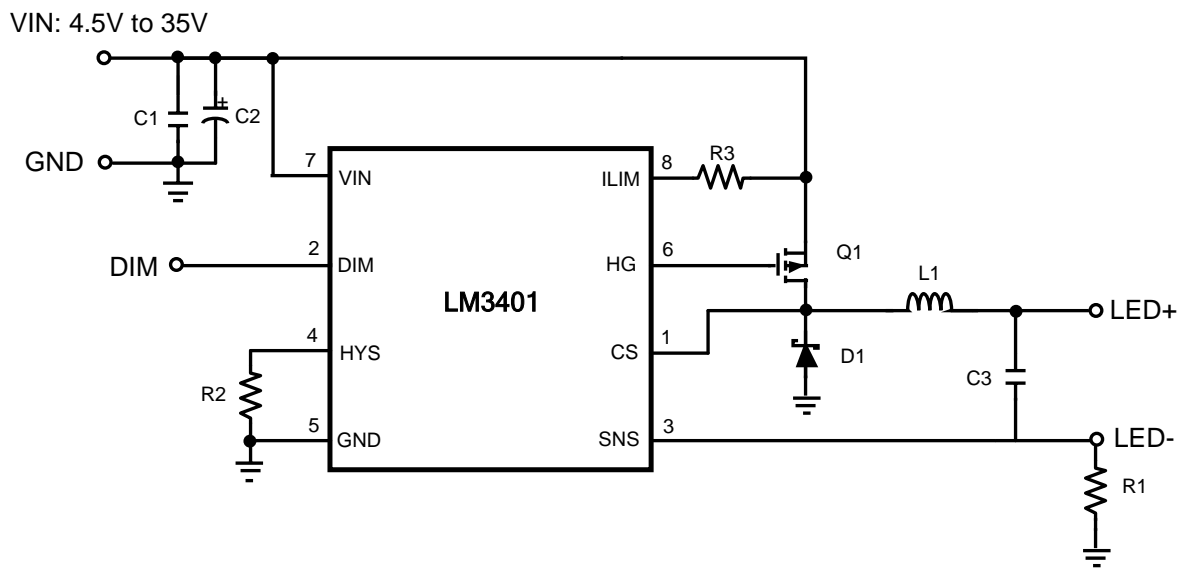 VIN: 4.5V to 35V
C1
+
C2
GND
7
VIN
ILIM
8
R3
DIM
2
DIM
HG
6
Q1
LM3401
L1
LED+
4
HYS
CS
1
D1
C3
R2
5
GND
SNS
3
LED-
R1